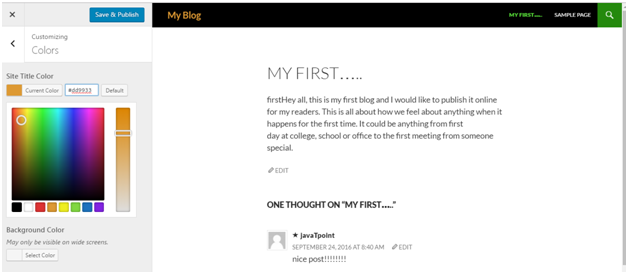 Save & Publish
Customizing
Colors
Site Title Color
Current Color #dd9933 Default
Background Color
May only be visible on wide screens.
Select Color
My Blog
MY FIRST..... SAMPLE PAGE
MY FIRST.....
firstHey all, this is my first blog and I would like to publish it online
for my readers. This is all about how we feel about anything when it
happens for the first time. It could be anything from first
day at college, school or office to the first meeting from someone
special.
EDIT
ONE THOUGHT ON “MY FIRST.....”
★ javaTpoint
SEPTEMBER 24, 2016 AT 8:40 AM EDIT
nice post!!!!!!!!